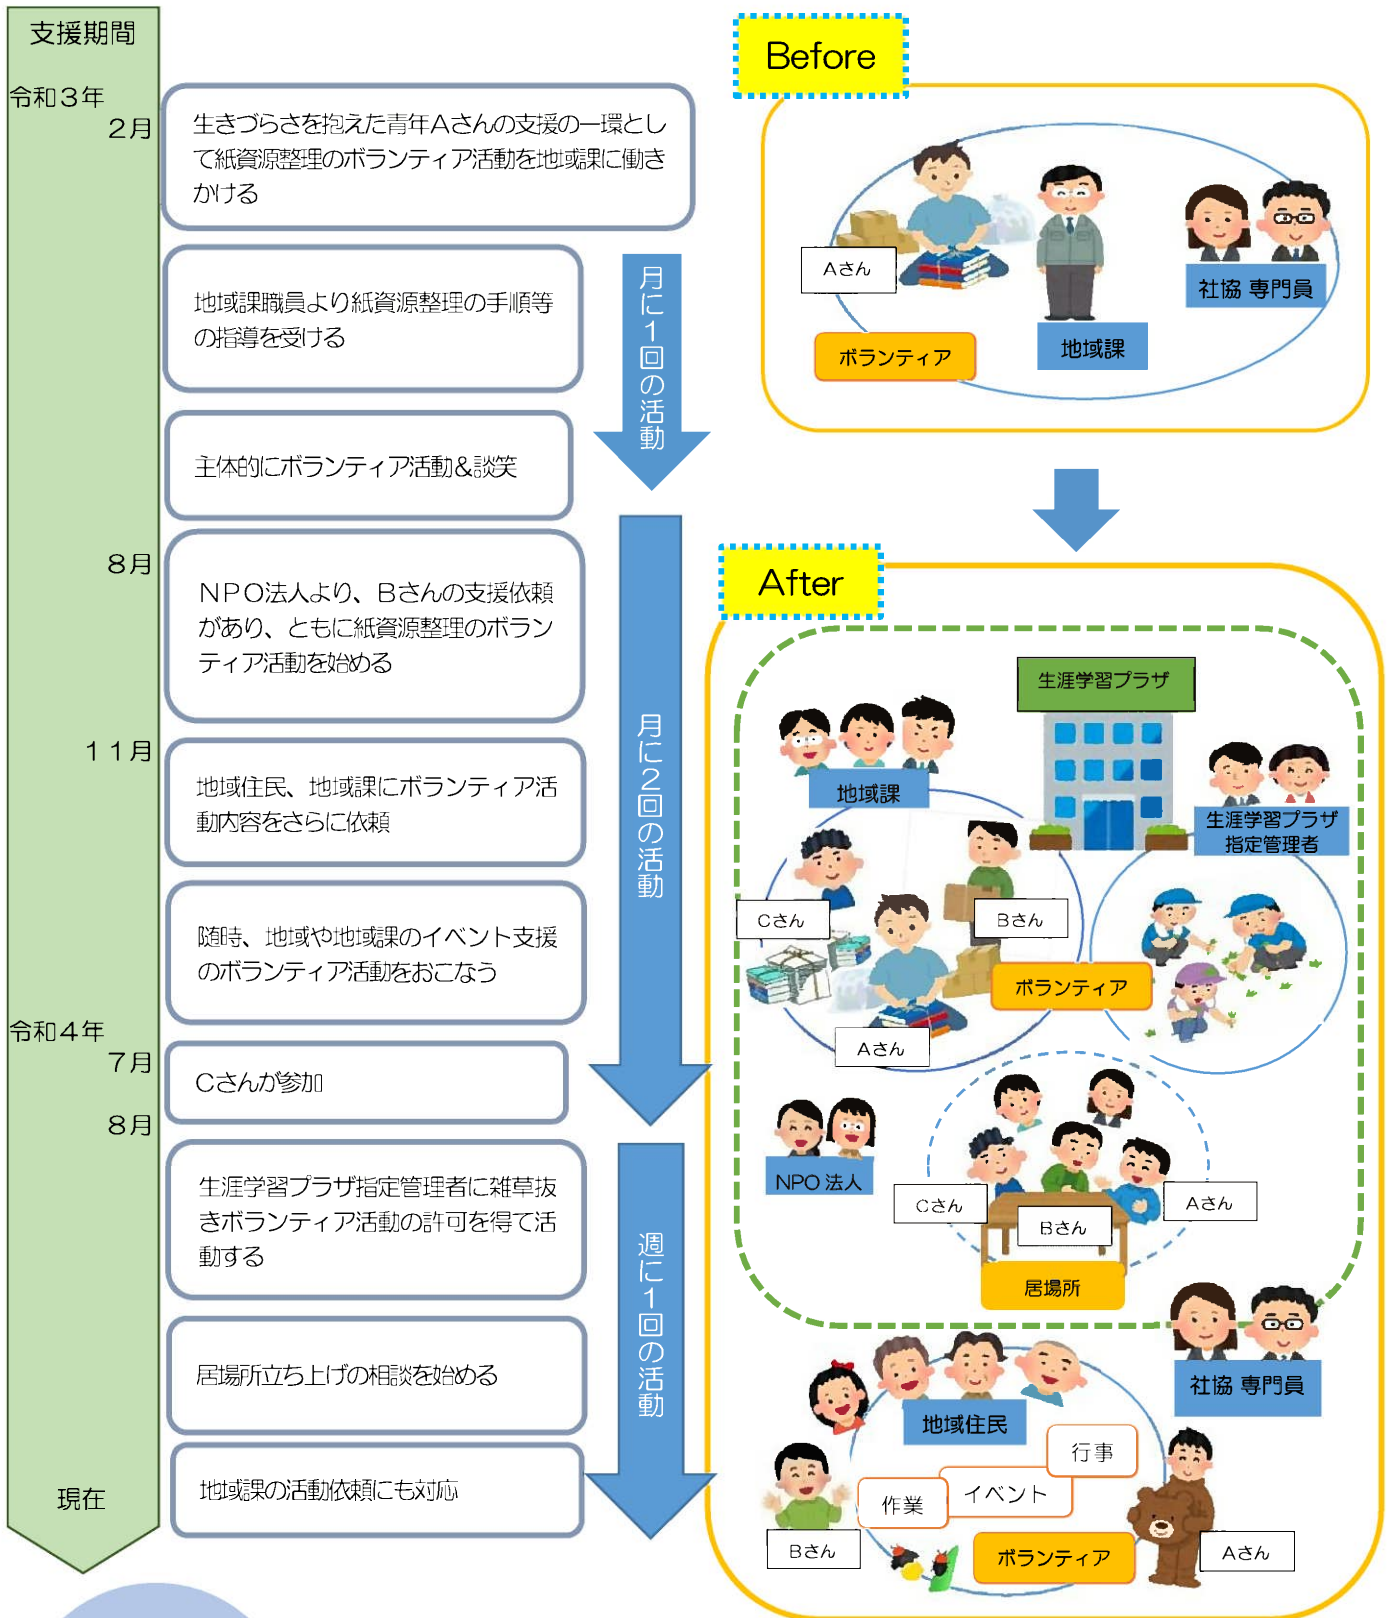 支援期間
令和3年
2月
生きづらさを抱えた青年Aさんの支援の一環とし
て紙資源整理のボランティア活動を地域課に働き
かける
地域課職員より紙資源整理の手順等
の指導を受ける
主体的にボランティア活動&談笑
月に1回の活動
8月
NPO法人より、Bさんの支援依頼
があり、ともに紙資源整理のボラン
ティア活動を始める
11月
地域住民、地域課にボランティア活
動内容をさらに依頼
随時、地域や地域課のイベント支援
のボランティア活動をおこなう
令和4年
7月
Cさんが参加
月に2回の活動
8月
生涯学習プラザ指定管理者に雑草抜
きボランティア活動の許可を得て活
動する
居場所立ち上げの相談を始める
現在
地域課の活動依頼にも対応
週に1回の活動
Before
Aさん
ボランティア
地域課
社協 専門員
After
生涯学習プラザ
地域課
生涯学習プラザ
指定管理者
Cさん
Bさん
ボランティア
Aさん
NPO 法人
Cさん
Bさん
Aさん
居場所
社協 専門員
地域住民
行事
イベント
作業
Bさん
ボランティア
Aさん